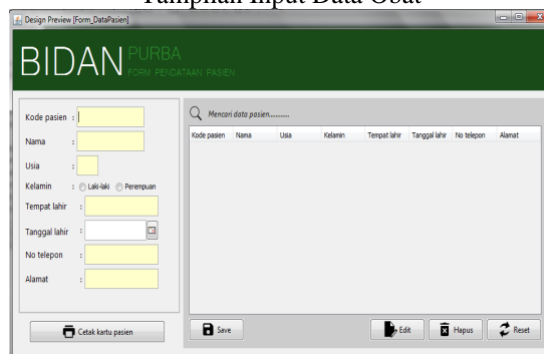 Tampilan Input Data Obat
Design Preview [Form_DataPasien]
BIDAN PURBA
FORM PENDATAAN PASIEN
Kode pasien :
Nama :
Usia :
Kelamin : Laki-laki Perempuan
Tempat lahir :
Tanggal lahir :
No telepon :
Alamat :
Cetak kartu pasien
Mencari data pasien..........
Kode pasien Nama Usia Kelamin Tempat lahir Tanggal lahir No telepon Alamat
Save Edit Hapus Reset